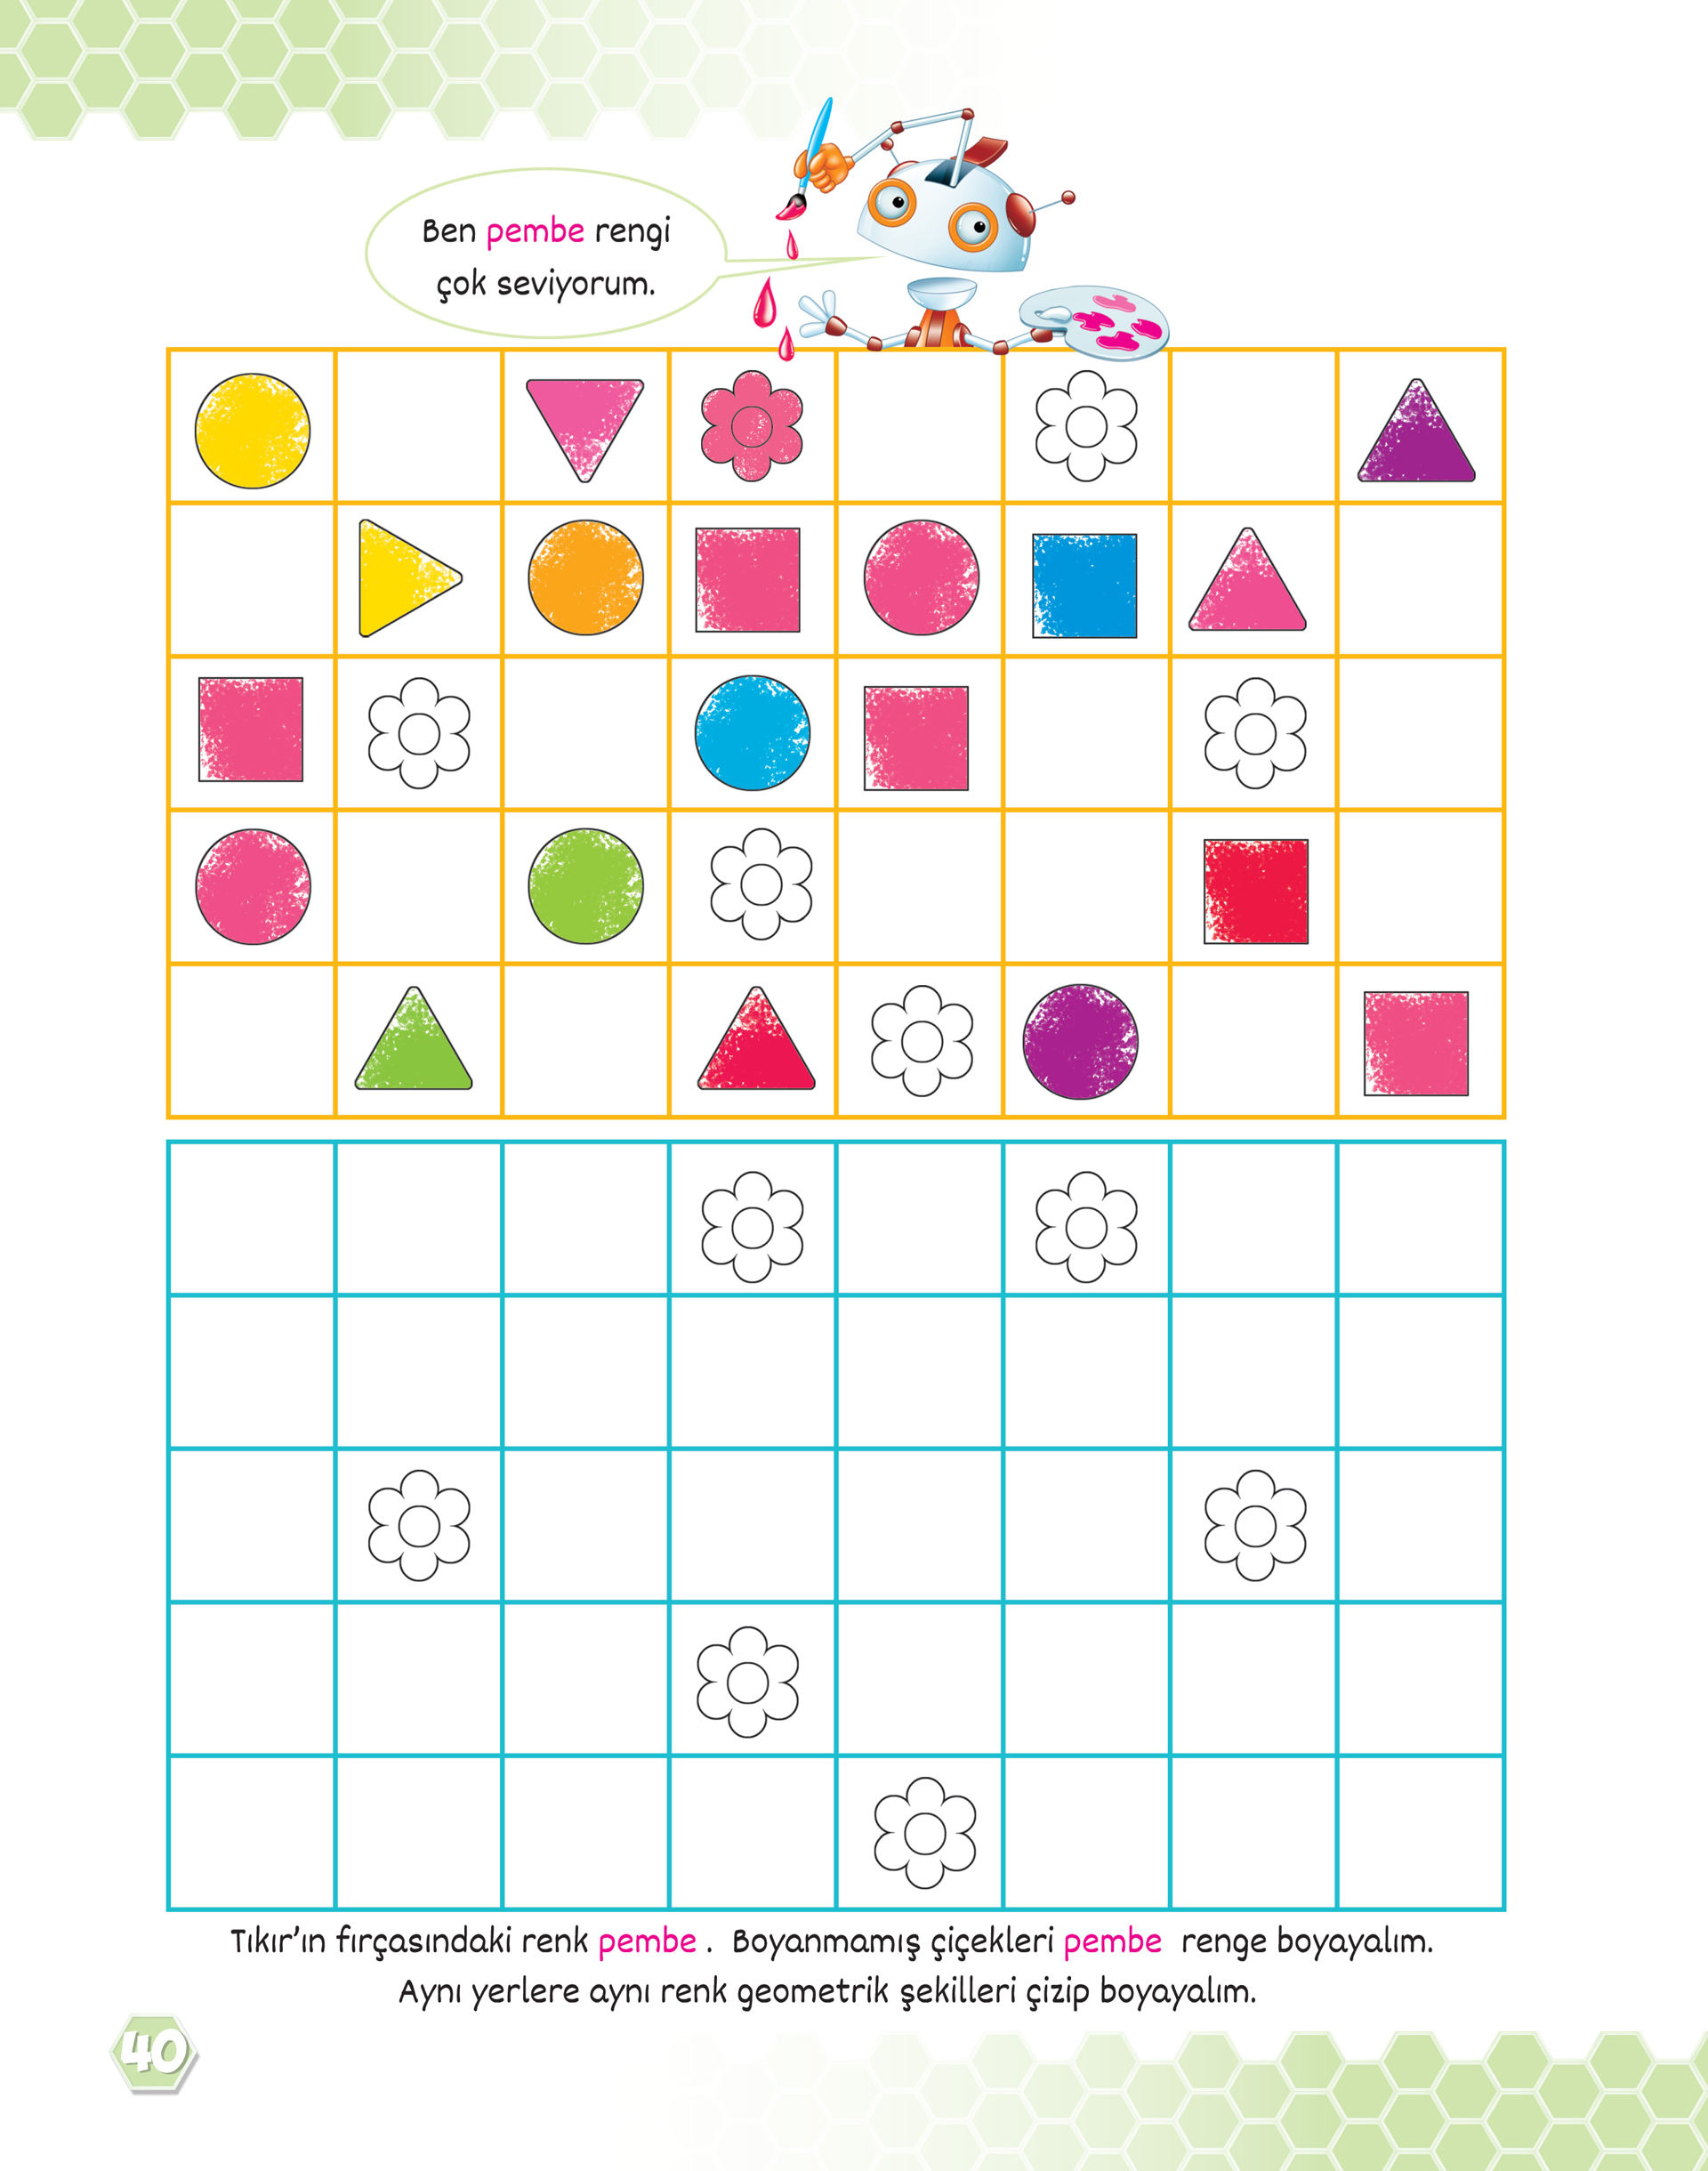 Ben pembe rengi
çok seviyorum.
Tıkır'ın fırçasındaki renk pembe . Boyanmamış çiçekleri pembe renge boyayalım.
Aynı yerlere aynı renk geometrik şekilleri çizip boyayalım.
40